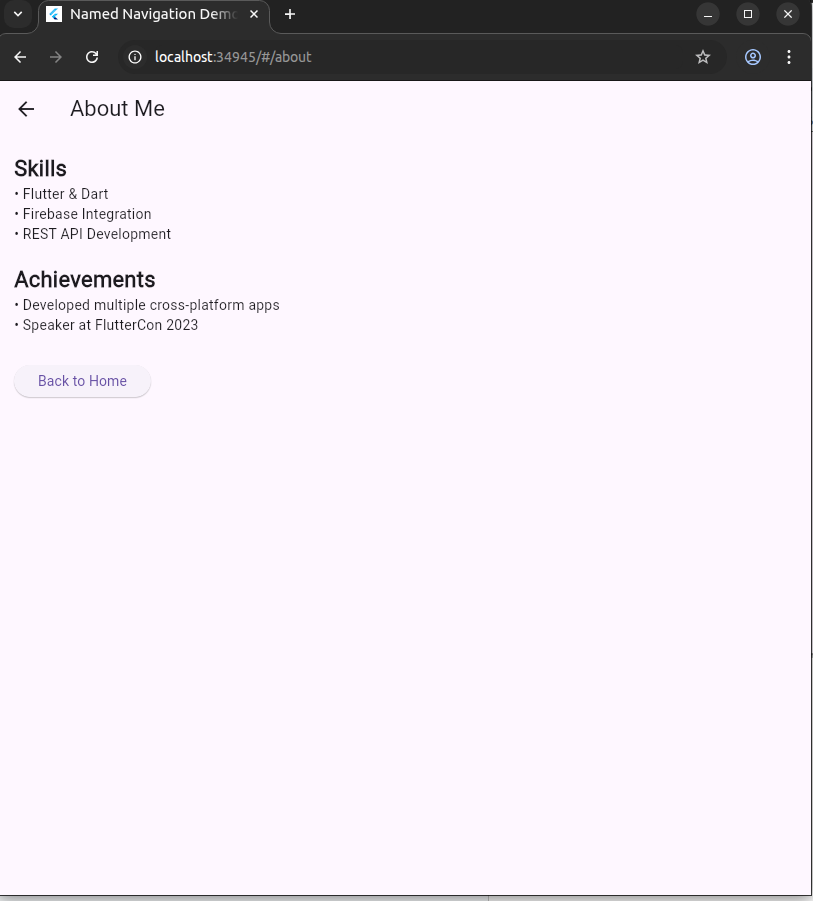 Named Navigation Demo
localhost:34945/#/about
About Me
Skills
• Flutter & Dart
• Firebase Integration
• REST API Development
Achievements
• Developed multiple cross-platform apps
• Speaker at FlutterCon 2023
Back to Home